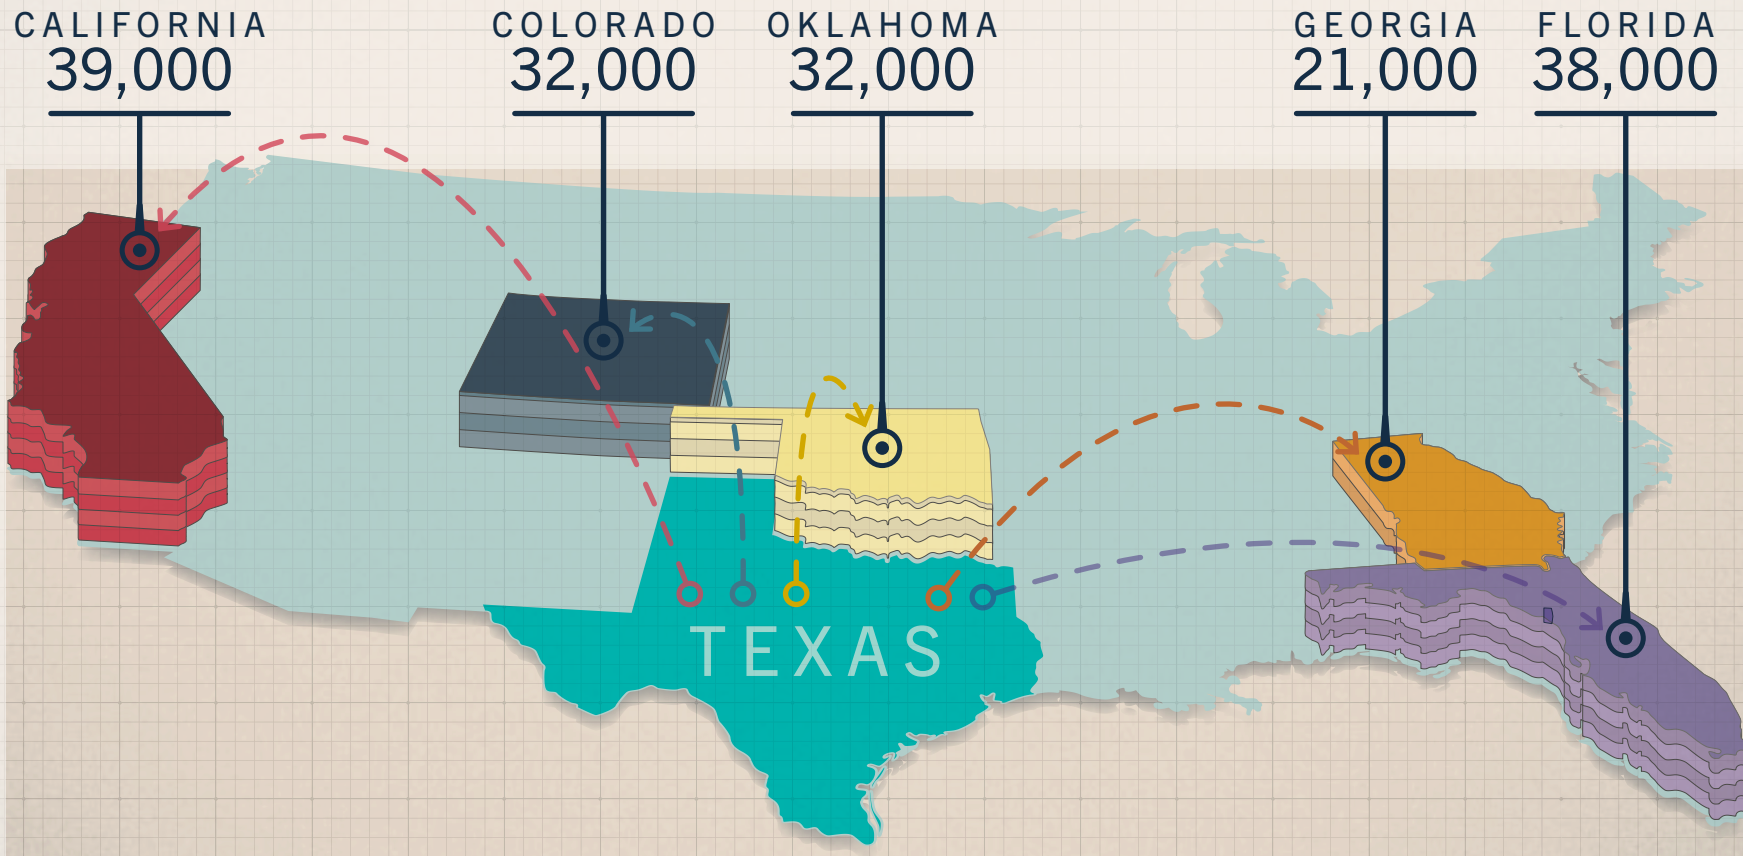 CALIFORNIA
39,000
COLORADO
32,000
OKLAHOMA
32,000
GEORGIA
21,000
FLORIDA
38,000
TEXAS